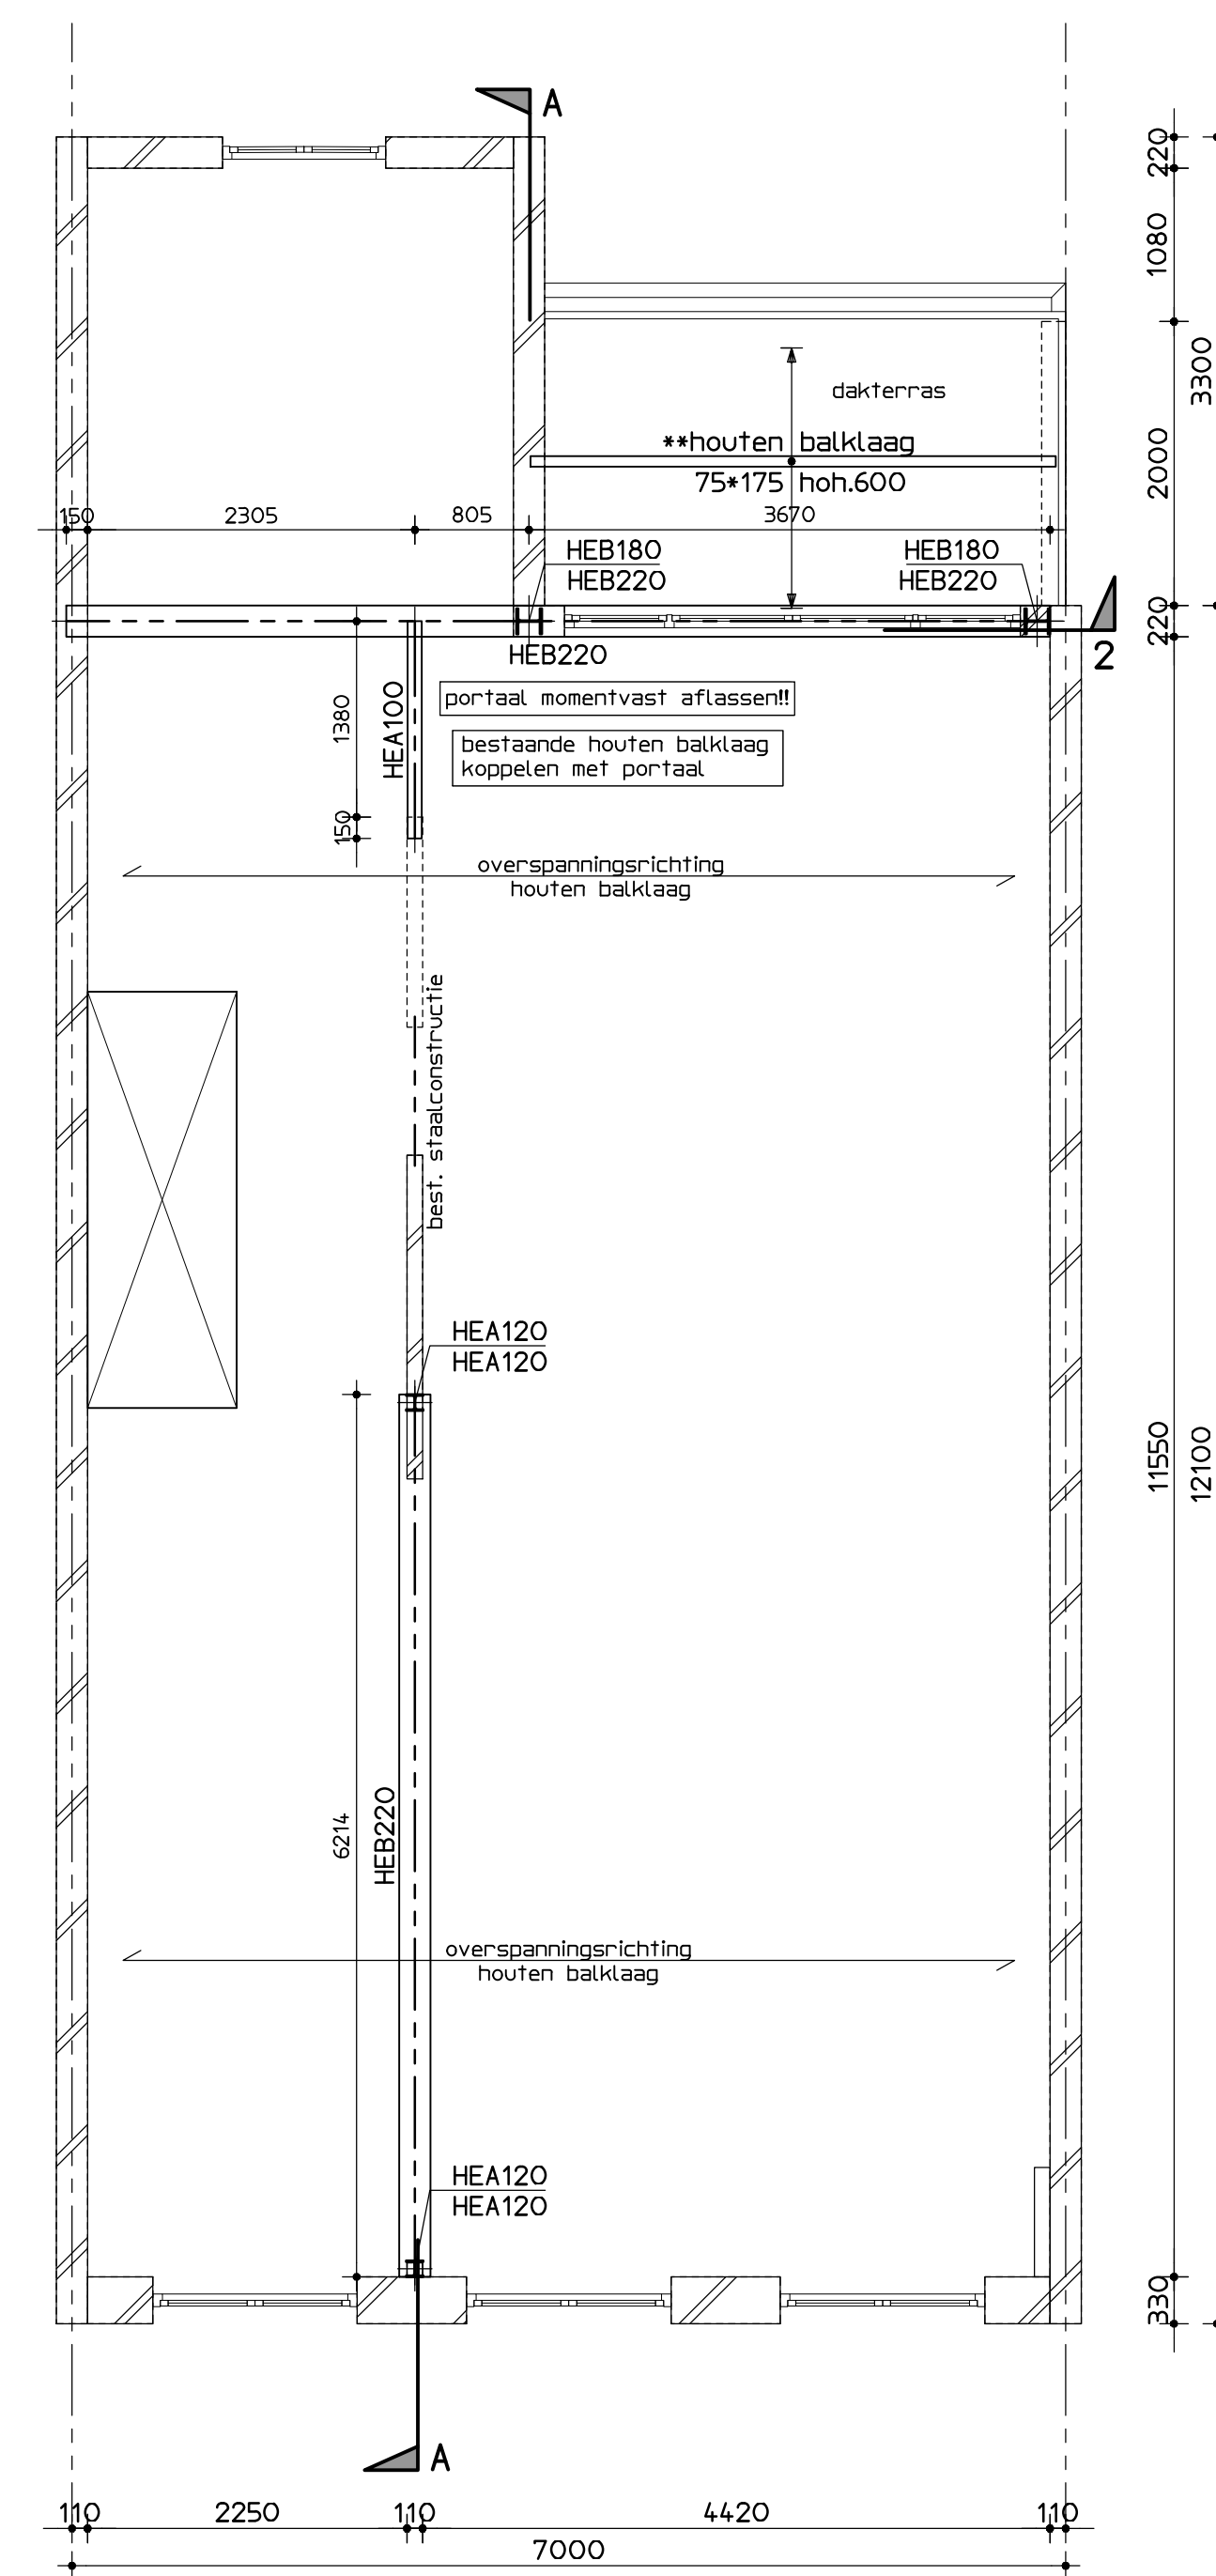 A
220
1080
3300
dakterras
**houten balklaag
75*175 hoh.600
2000
150
2305
805
3670
HEB180
HEB220
HEB180
HEB220
220
2
HEB220
1380
HEA100
portaal momentvast aflassen!!
bestaande houten balklaag
koppelen met portaal
150
overspanningsrichting
houten balklaag
best. staalconstructie
HEA120
HEA120
11550
12100
6214
HEB220
overspanningsrichting
houten balklaag
HEA120
HEA120
330
A
110
2250
110
4420
110
7000